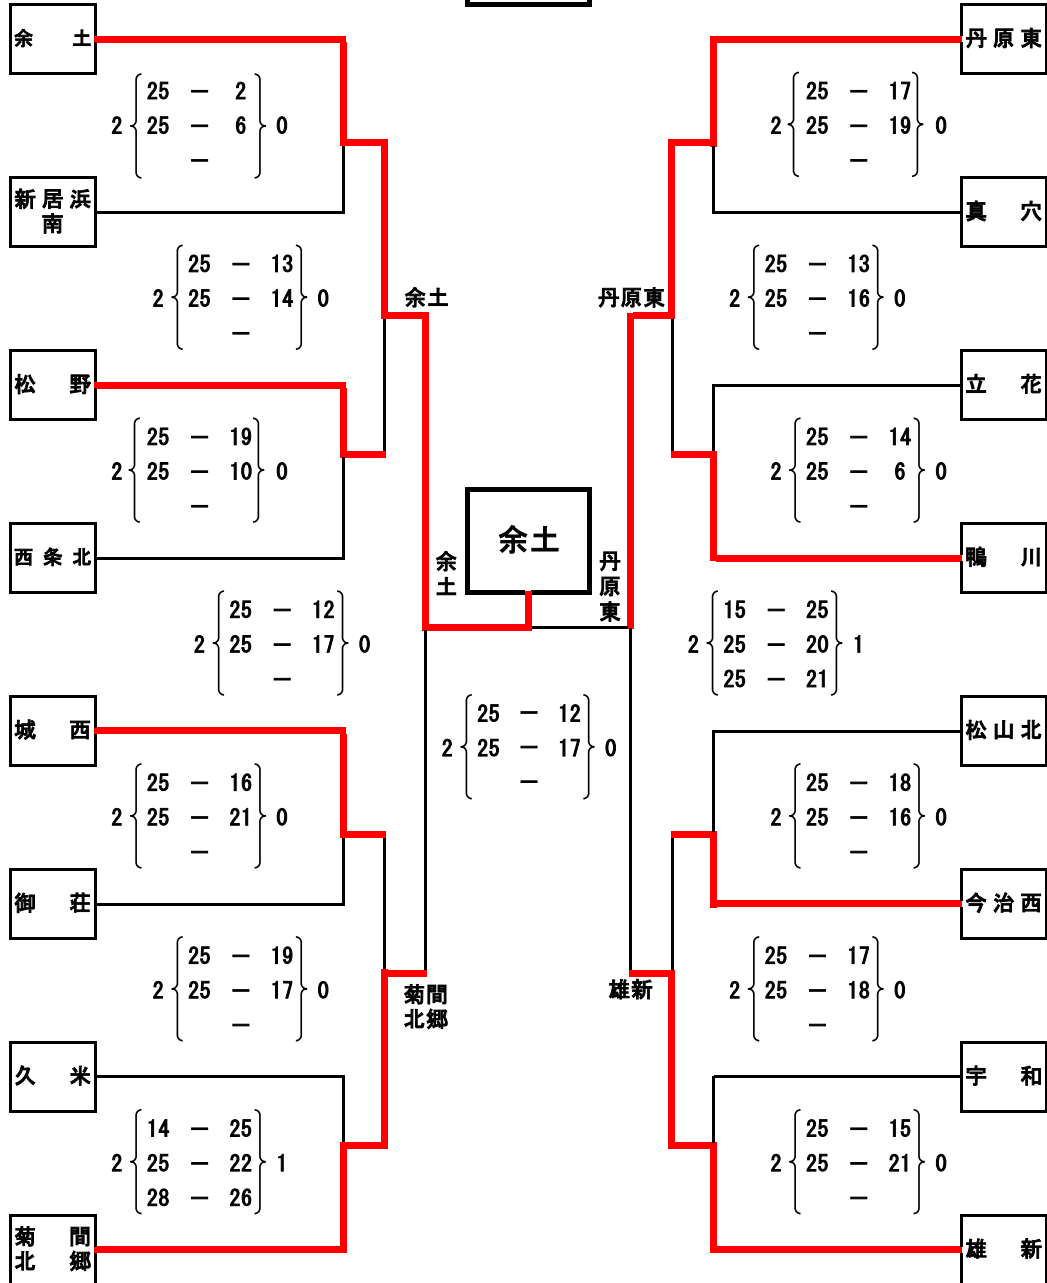 余 土
丹原東
25 ー 2
2 25 ー 6 0
ー
25 ー 17
2 25 ー 19 0
ー
新居浜
南
真 穴
25 ー 13
2 25 ー 14 0
ー
余土
丹原東
25 ー 13
2 25 ー 16 0
ー
松 野
立 花
25 ー 19
2 25 ー 10 0
ー
25 ー 14
2 25 ー 6 0
ー
余土
西条北
余土
丹原東
鴨 川
25 ー 12
2 25 ー 17 0
ー
15 ー 25
2 25 ー 20 1
25 ー 21
城 西
25 ー 12
2 25 ー 17 0
ー
松山北
25 ー 16
2 25 ー 21 0
ー
25 ー 18
2 25 ー 16 0
ー
御 荘
今治西
25 ー 19
2 25 ー 17 0
ー
菊間
北郷
雄新
25 ー 17
2 25 ー 18 0
ー
久 米
宇 和
14 ー 25
2 25 ー 22 1
28 ー 26
25 ー 15
2 25 ー 21 0
ー
菊 間
北 郷
雄 新